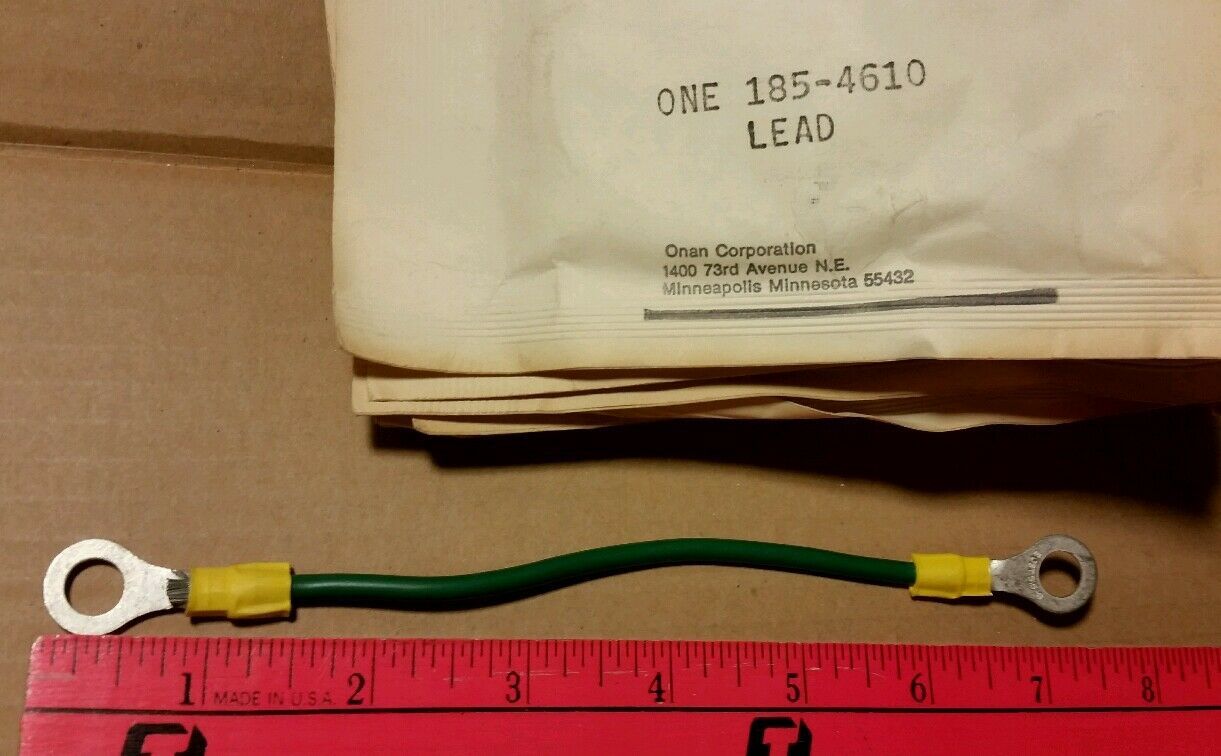 ONE 185-4610
LEAD
Onan Corporation
1400 73rd Avenue N.E.
Minneapolis Minnesota 55432
1 MADE IN U.S.A. 2 3 4 5 6 7 8